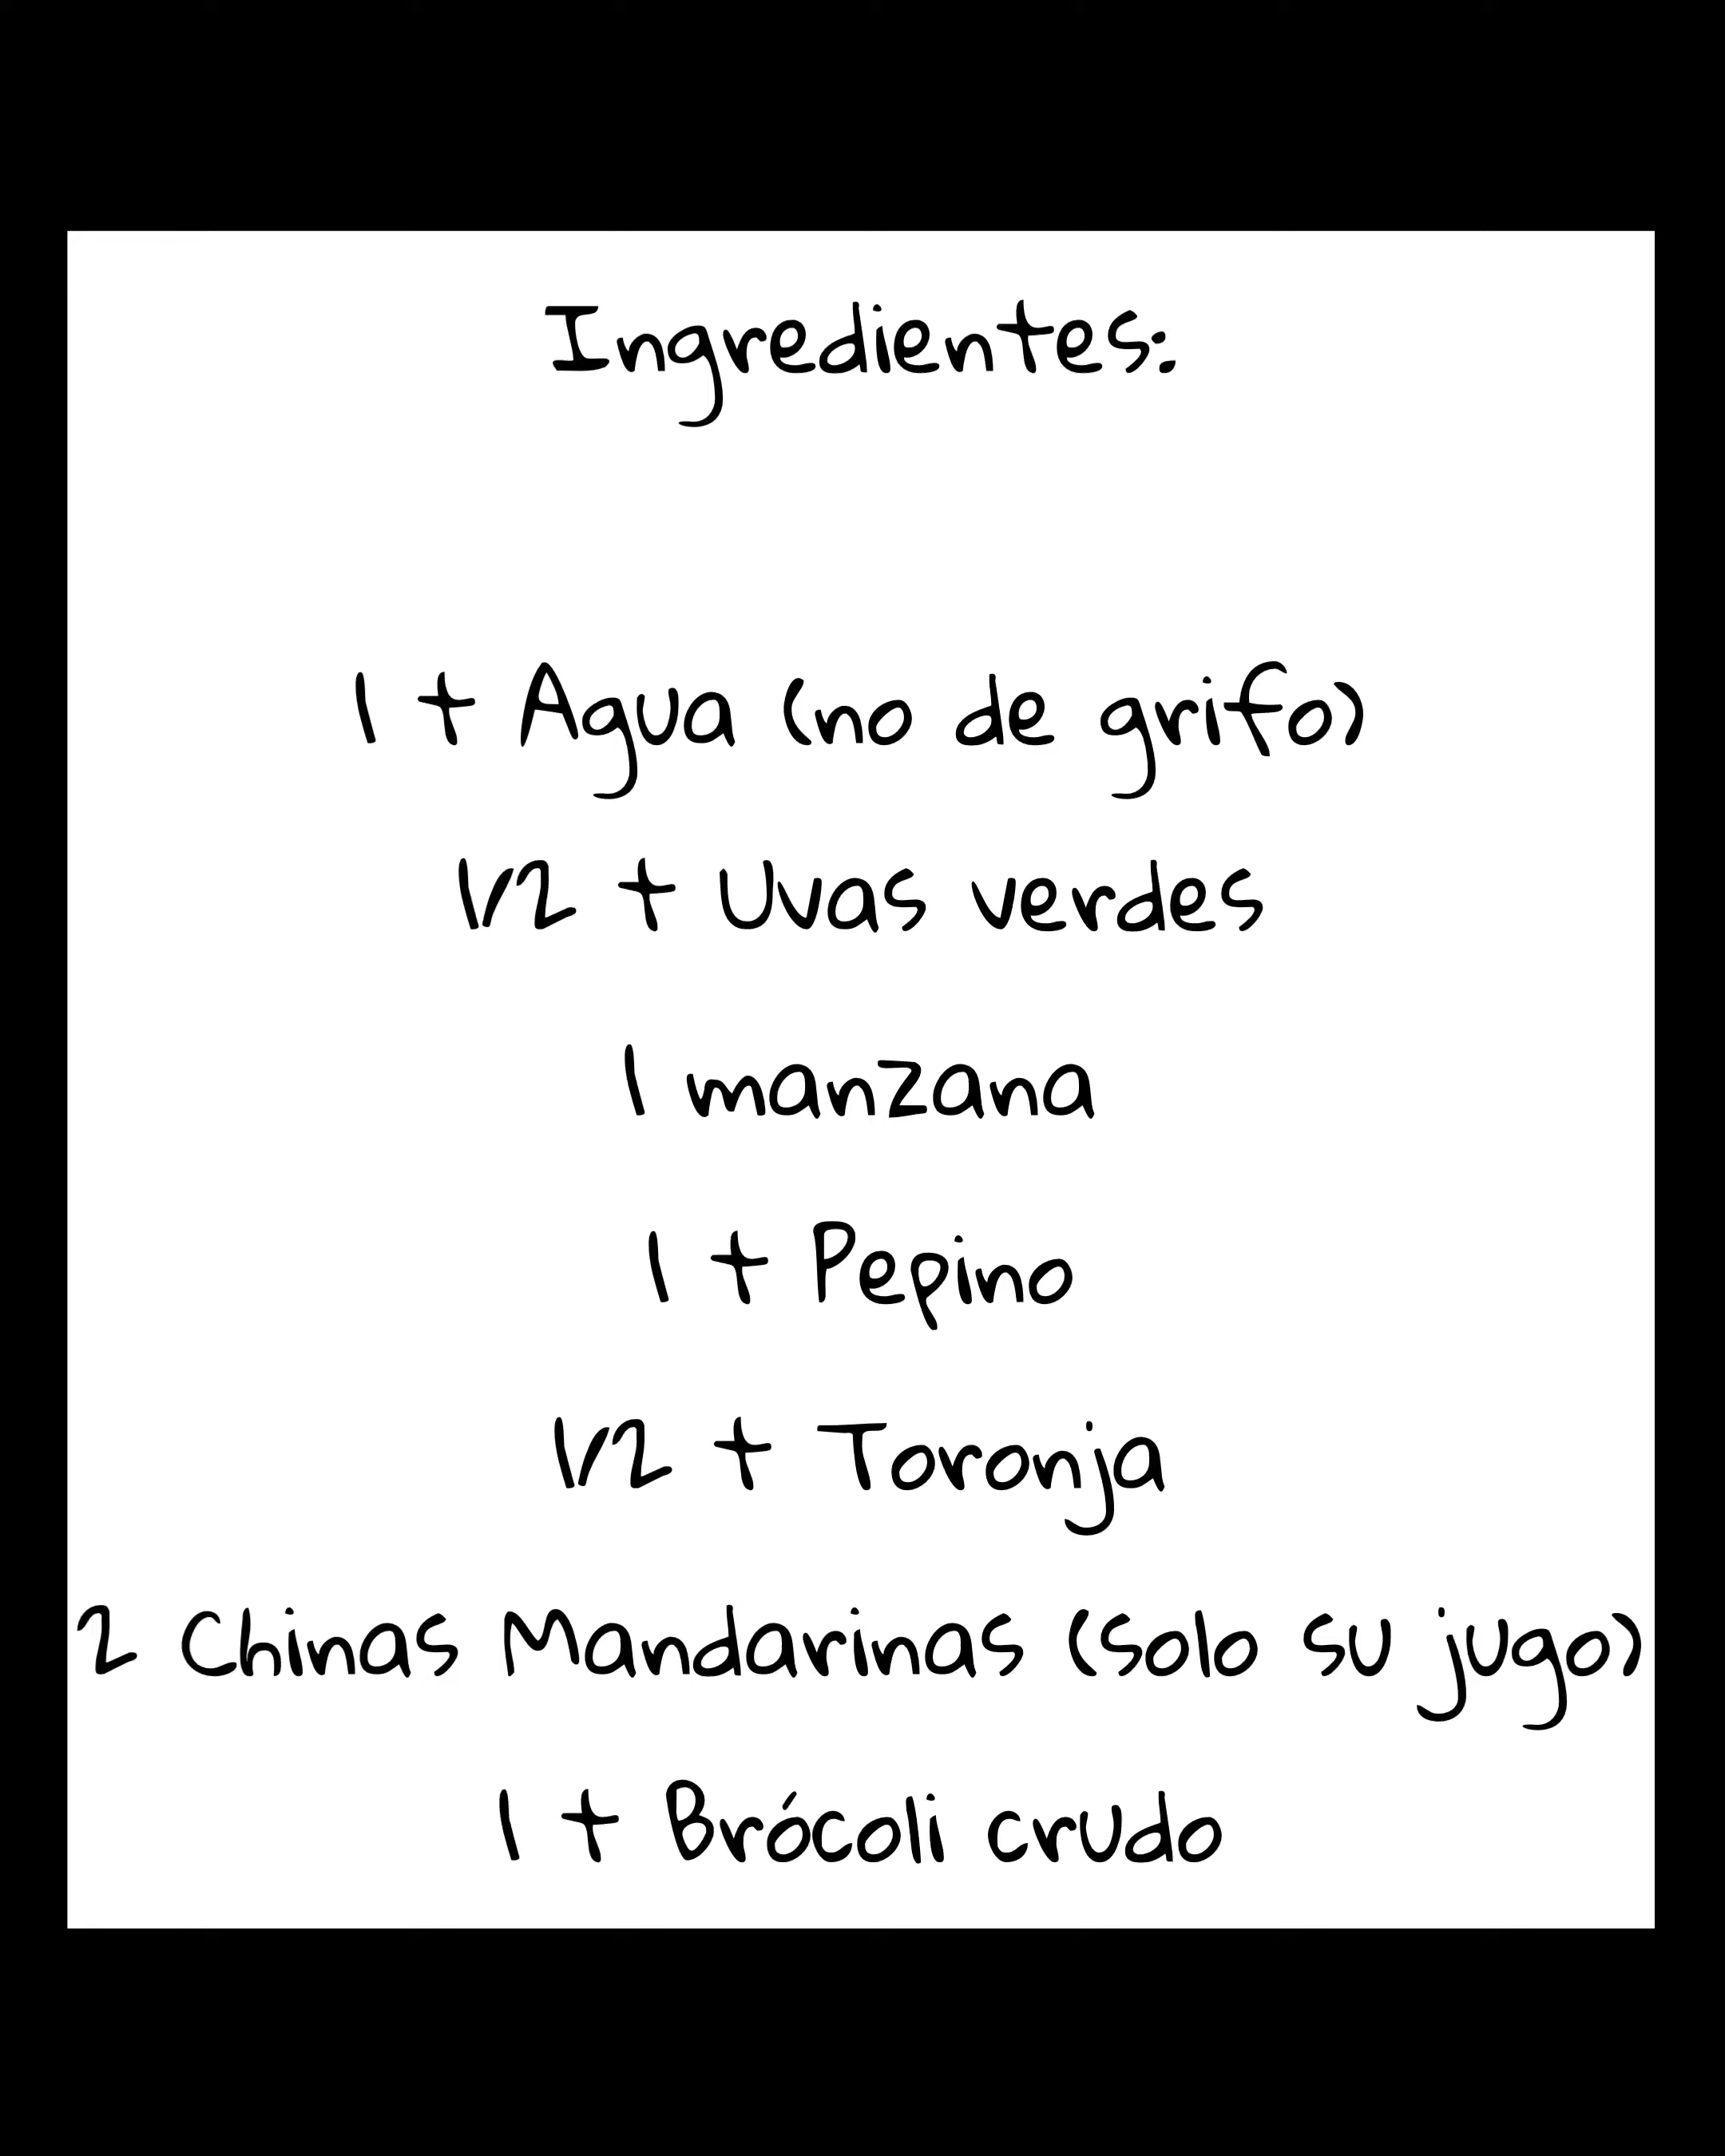 Ingredientes:
1 t Agua (no de grifo)
1/2 t Uvas verdes
1 manzana
1 t Pepino
1/2 t Toronja
2 Chinas Mandarinas (solo su jugo)
1 t Brócoli crudo